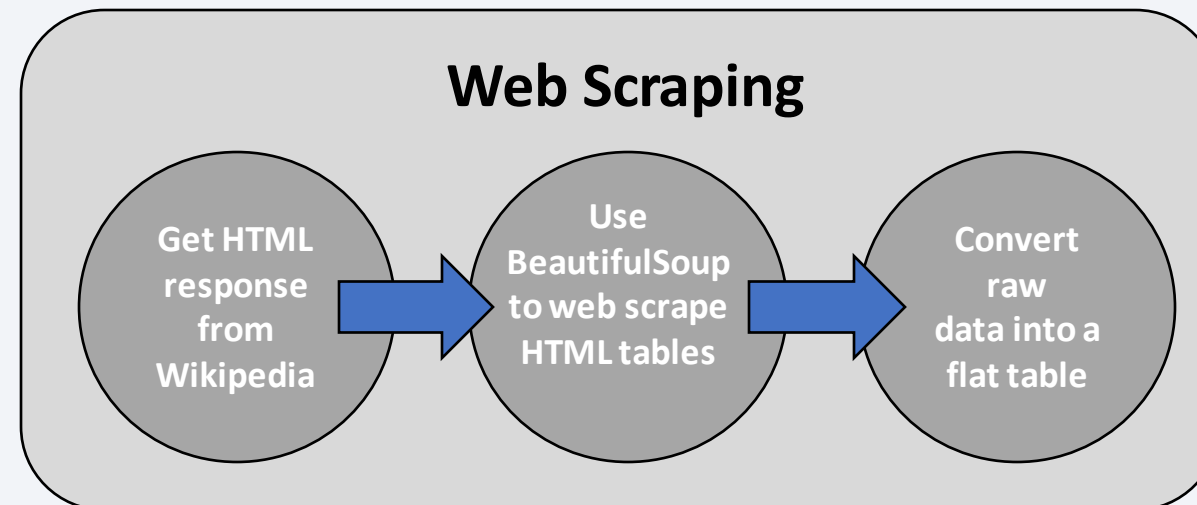 Web Scraping
Get HTML
response
from
Wikipedia
Use
BeautifulSoup
to web scrape
HTML tables
Convert
raw
data into a
flat table